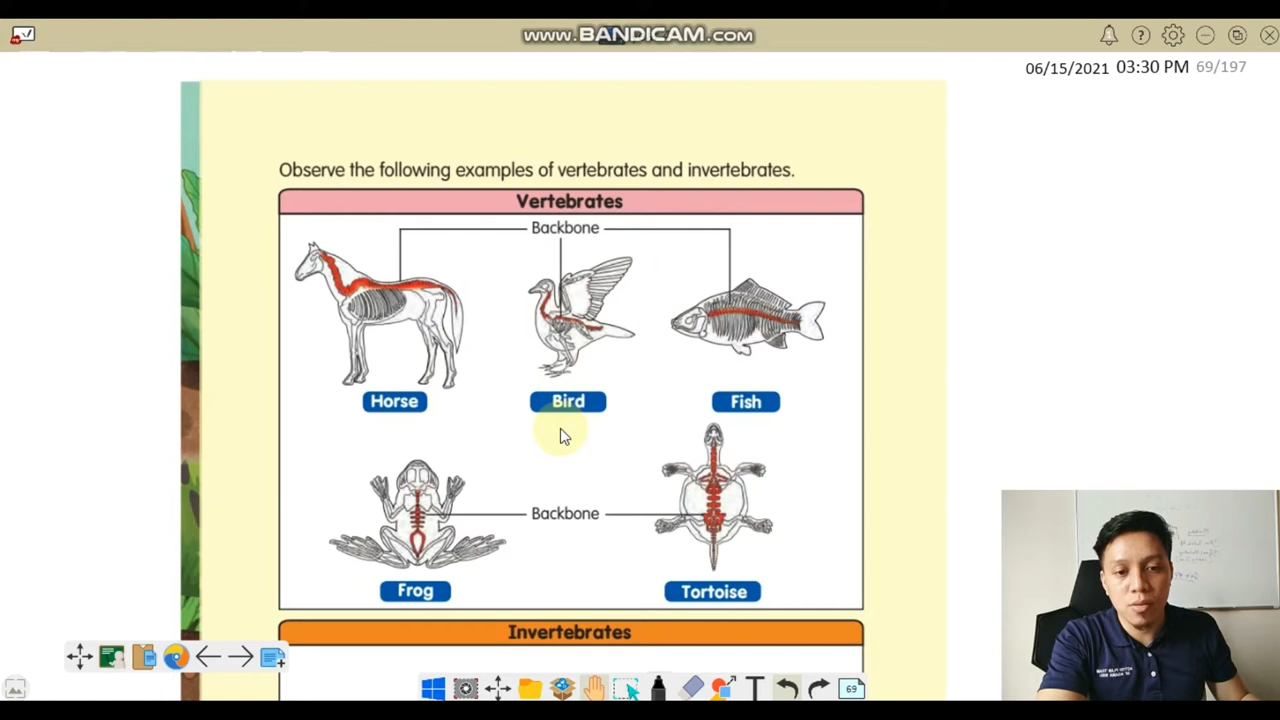 www.BANDICAM.com
06/15/2021 03:30 PM 69/197
Observe the following examples of vertebrates and invertebrates.
Vertebrates
Backbone
Horse
Bird
Fish
Backbone
Frog
Tortoise
Invertebrates
69